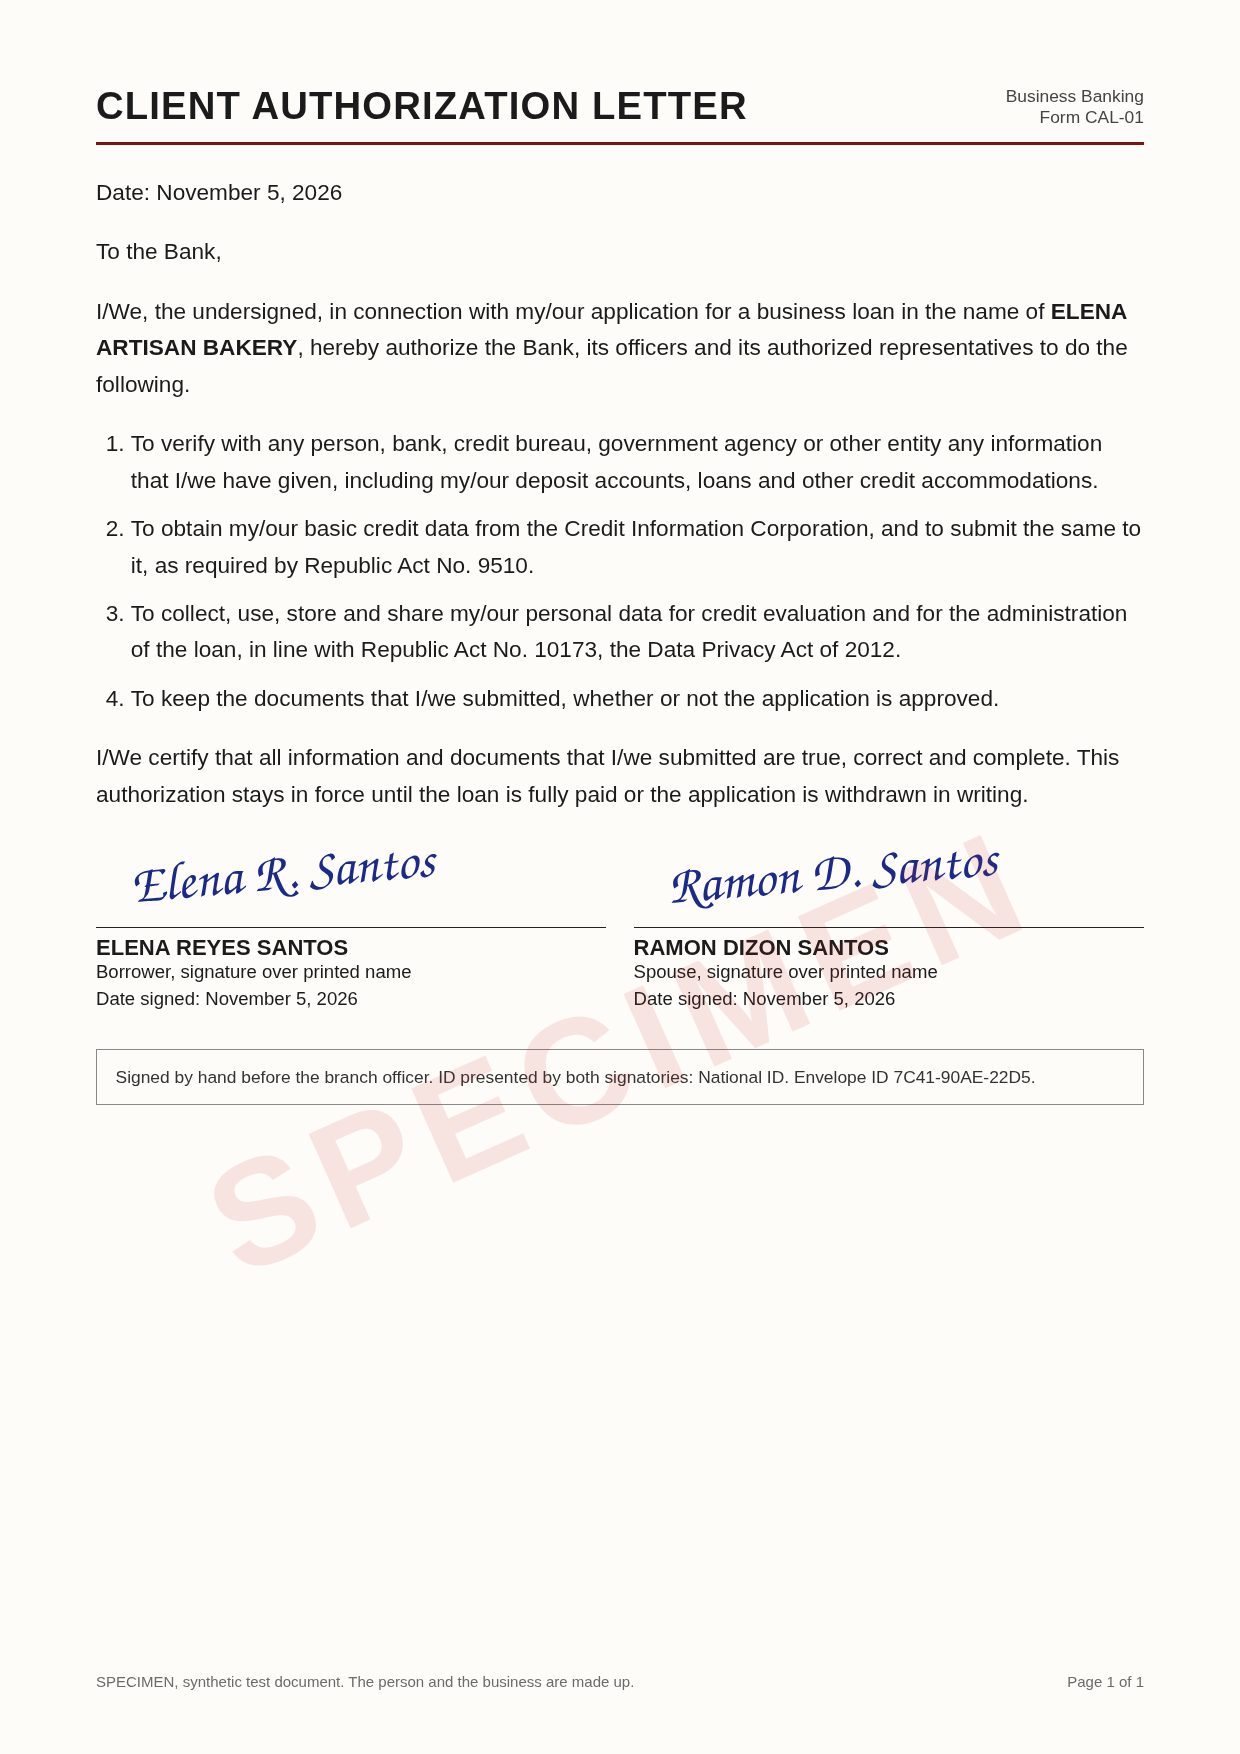 CLIENT AUTHORIZATION LETTER
Business Banking
Form CAL-01
Date: November 5, 2026
To the Bank,
I/We, the undersigned, in connection with my/our application for a business loan in the name of ELENA
ARTISAN BAKERY, hereby authorize the Bank, its officers and its authorized representatives to do the
following.
1. To verify with any person, bank, credit bureau, government agency or other entity any information
that I/we have given, including my/our deposit accounts, loans and other credit accommodations.
2. To obtain my/our basic credit data from the Credit Information Corporation, and to submit the same to
it, as required by Republic Act No. 9510.
3. To collect, use, store and share my/our personal data for credit evaluation and for the administration
of the loan, in line with Republic Act No. 10173, the Data Privacy Act of 2012.
4. To keep the documents that I/we submitted, whether or not the application is approved.
I/We certify that all information and documents that I/we submitted are true, correct and complete. This
authorization stays in force until the loan is fully paid or the application is withdrawn in writing.
Elena R. Santos
ELENA REYES SANTOS
Borrower, signature over printed name
Date signed: November 5, 2026
Ramon D. Santos
RAMON DIZON SANTOS
Spouse, signature over printed name
Date signed: November 5, 2026
Signed by hand before the branch officer. ID presented by both signatories: National ID. Envelope ID 7C41-90AE-22D5.
SPECIMEN
SPECIMEN, synthetic test document. The person and the business are made up.
Page 1 of 1